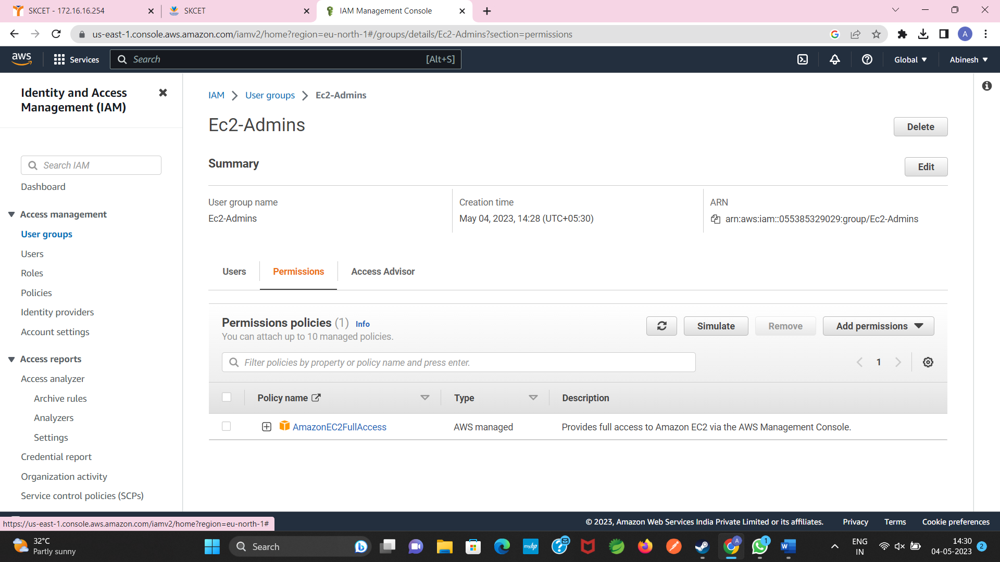 SKCET - 172.16.16.254
SKCET
IAM Management Console
us-east-1.console.aws.amazon.com/iamv2/home?region=eu-north-1#/groups/details/Ec2-Admins?section=permissions
A
aws
Services
Search
[Alt+S]
Global
Abinesh
Identity and Access
Management (IAM)
Search IAM
Dashboard
Access management
User groups
Users
Roles
Policies
Identity providers
Account settings
Access reports
Access analyzer
Archive rules
Analyzers
Settings
Credential report
Organization activity
Service control policies (SCPs)
IAM
User groups
Ec2-Admins
Ec2-Admins
Delete
Summary
Edit
User group name
Ec2-Admins
Creation time
May 04, 2023, 14:28 (UTC+05:30)
ARN
arn:aws:iam::055385329029:group/Ec2-Admins
Users
Permissions
Access Advisor
Permissions policies (1) Info
You can attach up to 10 managed policies.
Simulate
Remove
Add permissions
Filter policies by property or policy name and press enter.
1
Policy name
Type
Description
AmazonEC2FullAccess
AWS managed
Provides full access to Amazon EC2 via the AWS Management Console.
https://us-east-1.console.aws.amazon.com/iamv2/home?region=eu-north-1#
© 2023, Amazon Web Services India Private Limited or its affiliates.
Privacy
Terms
Cookie preferences
32°C
Partly sunny
Search
myhp
A
1
W
ENG
IN
14:30
04-05-2023
2